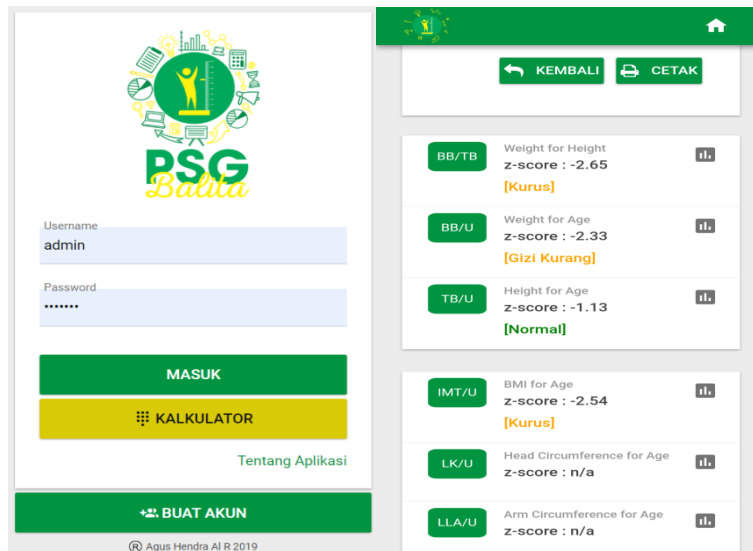 PSG
Balita
Username
admin
Password
•••••••
MASUK
KALKULATOR
Tentang Aplikasi
BUAT AKUN
® Agus Hendra Al R 2019
KEMBALI
CETAK
BB/TB
Weight for Height
z-score : -2.65
[Kurus]
BB/U
Weight for Age
z-score : -2.33
[Gizi Kurang]
TB/U
Height for Age
z-score : -1.13
[Normal]
IMT/U
BMI for Age
z-score : -2.54
[Kurus]
LK/U
Head Circumference for Age
z-score : n/a
LLA/U
Arm Circumference for Age
z-score : n/a